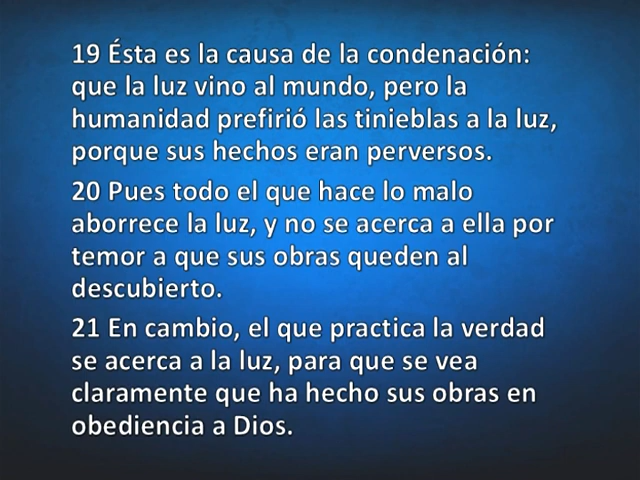 19 Ésta es la causa de la condenación:
que la luz vino al mundo, pero la
humanidad prefirió las tinieblas a la luz,
porque sus hechos eran perversos.
20 Pues todo el que hace lo malo
aborrece la luz, y no se acerca a ella por
temor a que sus obras queden al
descubierto.
21 En cambio, el que practica la verdad
se acerca a la luz, para que se vea
claramente que ha hecho sus obras en
obediencia a Dios.